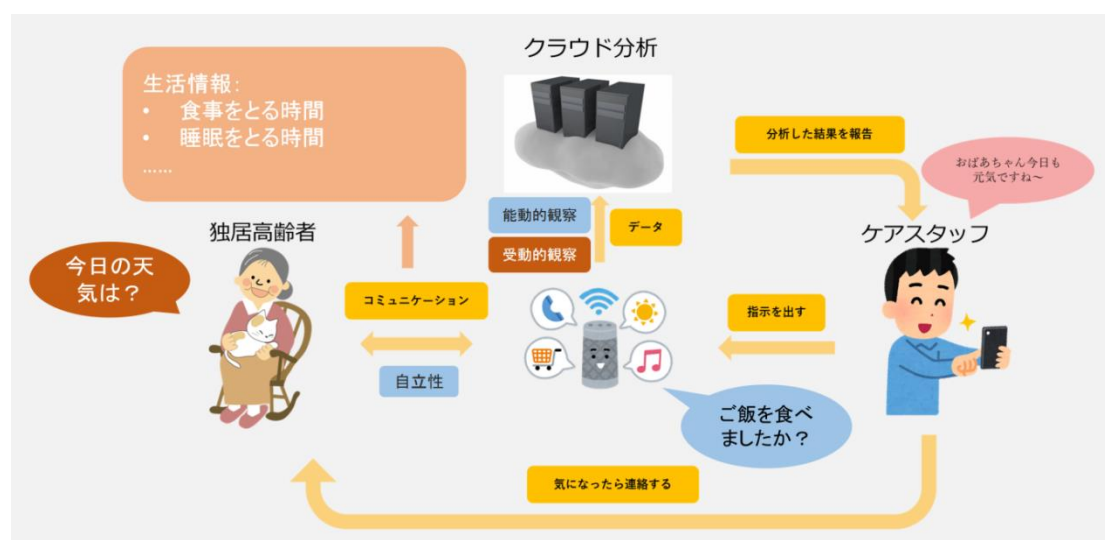 クラウド分析
生活情報:
• 食事をとる時間
• 睡眠をとる時間
......
分析した結果を報告
おばあちゃん今日も
元気ですね～
能動的観察
受動的観察
データ
独居高齢者
ケアスタッフ
今日の天
気は？
コミュニケーション
自立性
指示を出す
ご飯を食べ
ましたか？
気になったら連絡する